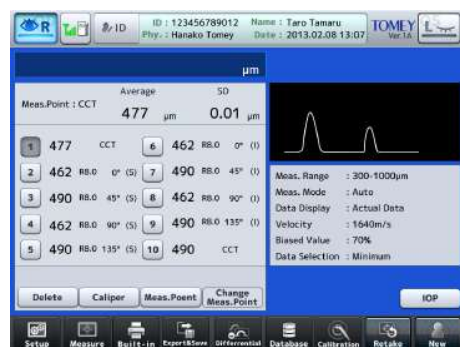 R
T
ID
ID : 123456789012 Name : Taro Tamaru
Phy. : Hanako Tomey Date : 2013.02.08 13:07
TOMEY
Ver.1A
L
µm
Average SD
Meas.Point : CCT 477 µm 0.01 µm
1 477 CCT 6 462 R8.0 0° (I)
2 462 R8.0 0° (S) 7 490 R8.0 45° (I)
3 490 R8.0 45° (S) 8 462 R8.0 90° (I)
4 462 R8.0 90° (S) 9 490 R8.0 135° (I)
5 490 R8.0 135° (S) 10 490 CCT
Meas. Range : 300-1000µm
Meas. Mode : Auto
Data Display : Actual Data
Velocity : 1640m/s
Biased Value : 70%
Data Selection : Minimum
Delete Caliper Meas.Poent Change Meas.Point IOP
Setup Measure Built-in Export&Save Differential Database Calibration Retake New